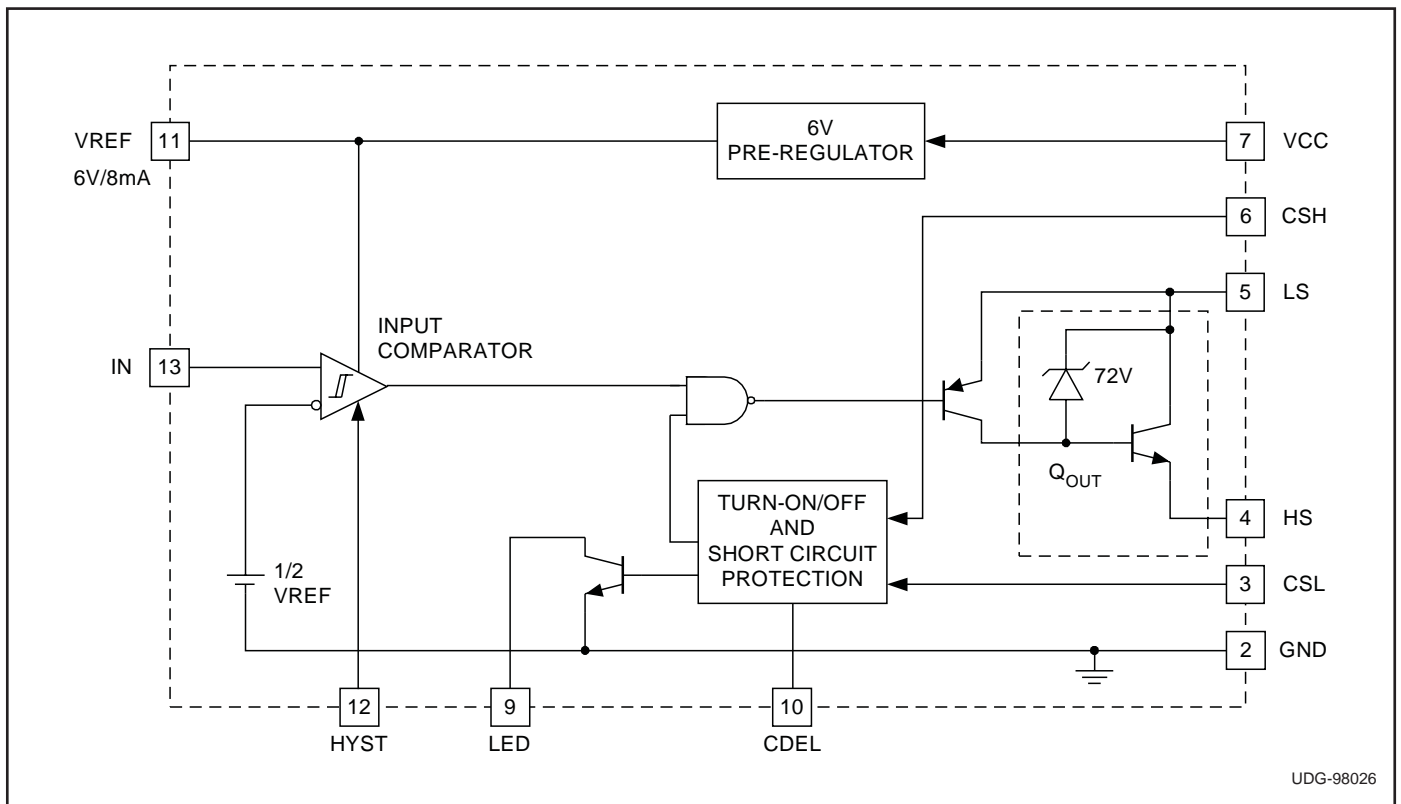 VREF 11
6V/8mA
6V
PRE-REGULATOR
7 VCC
6 CSH
5 LS
INPUT
COMPARATOR
IN 13
72V
QOUT
TURN-ON/OFF
AND
SHORT CIRCUIT
PROTECTION
4 HS
3 CSL
1/2
VREF
2 GND
12
HYST
9
LED
10
CDEL
UDG-98026